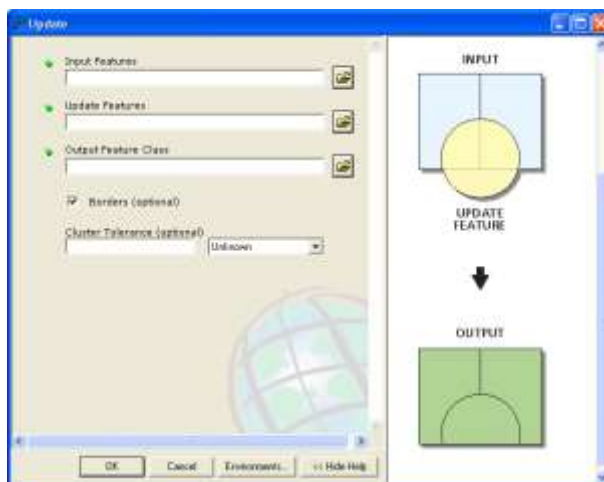 Update
Input Features
Update Features
Output Feature Class
Borders (optional)
Cluster Tolerance (optional)
Unknown
OK
Cancel
Environments...
<< Hide Help
INPUT
UPDATE
FEATURE
OUTPUT